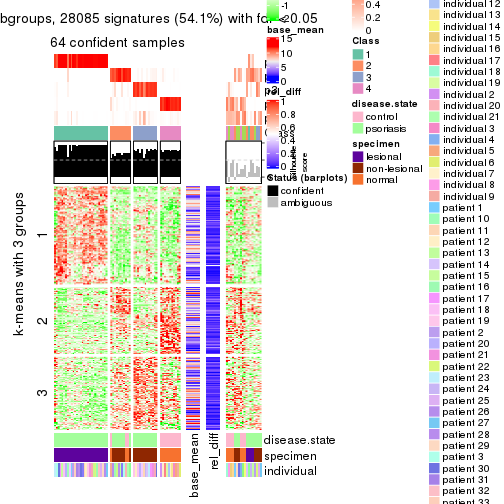 bgroups, 28085 signatures (54.1%) with fdr < 0.05
64 confident samples
k-means with 3 groups
1
2
3
base_mean
rel_diff
disease.state
specimen
individual
-1
-2
base_mean
15
10
5
0
rel_diff
1
0.8
0.6
0.4
0.2
0
Silhouette
score
Status (barplots)
confident
ambiguous
0.4
0.2
0
Class
1
2
3
4
disease.state
control
psoriasis
specimen
lesional
non-lesional
normal
individual 12
individual 13
individual 14
individual 15
individual 16
individual 17
individual 18
individual 19
individual 2
individual 20
individual 21
individual 3
individual 4
individual 5
individual 6
individual 7
individual 8
individual 9
patient 1
patient 10
patient 11
patient 12
patient 13
patient 14
patient 15
patient 16
patient 17
patient 18
patient 19
patient 2
patient 20
patient 21
patient 22
patient 23
patient 24
patient 25
patient 26
patient 27
patient 28
patient 29
patient 3
patient 30
patient 31
patient 32
patient 33